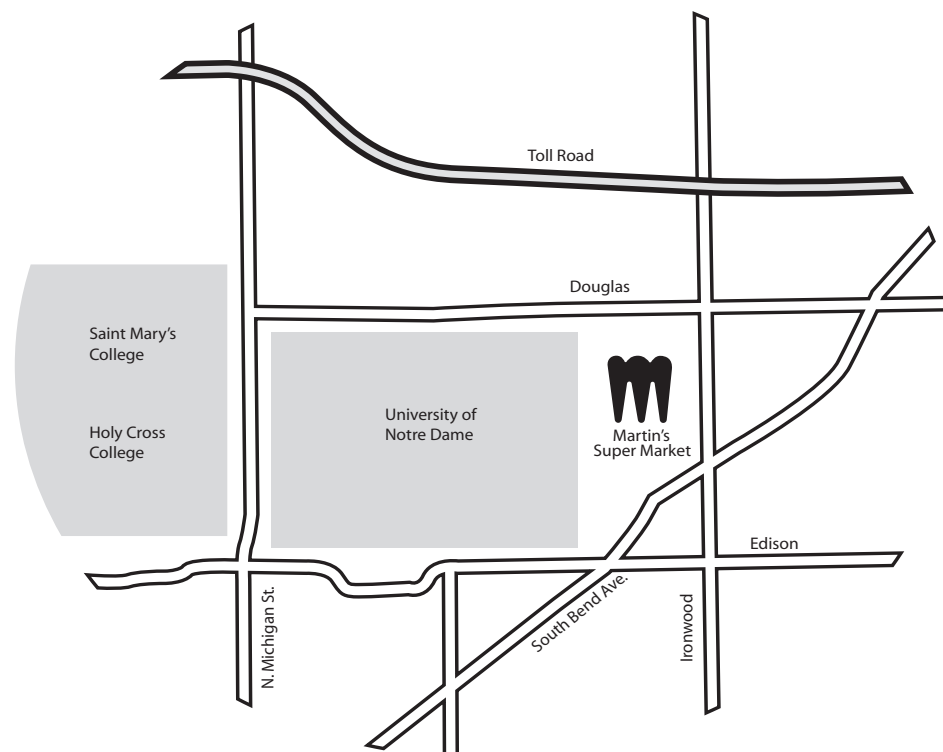 Toll Road
Douglas
Saint Mary's
College
Holy Cross
College
University of
Notre Dame
Martin's
Super Market
Edison
South Bend Ave.
N. Michigan St.
Ironwood